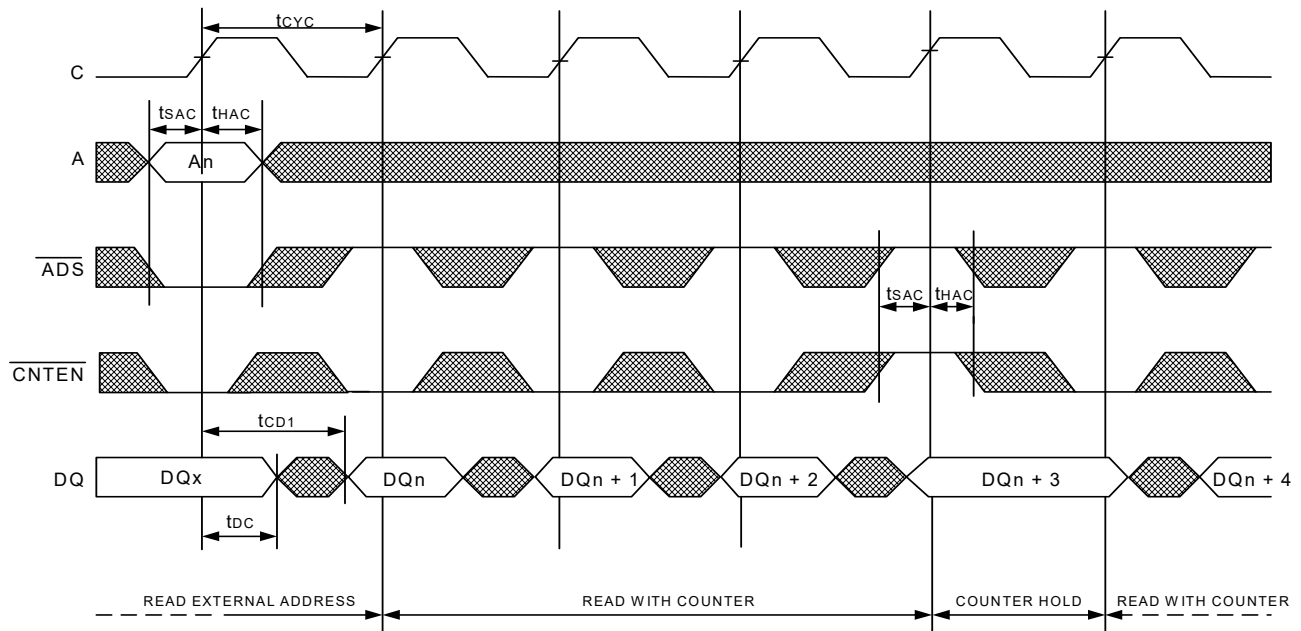 tCYC
C
tSAC tHAC
A An
ADS
tSAC tHAC
CNTEN
tCD1
DQ DQx DQn DQn + 1 DQn + 2 DQn + 3 DQn + 4
tDC
READ EXTERNAL ADDRESS READ WITH COUNTER COUNTER HOLD READ WITH COUNTER